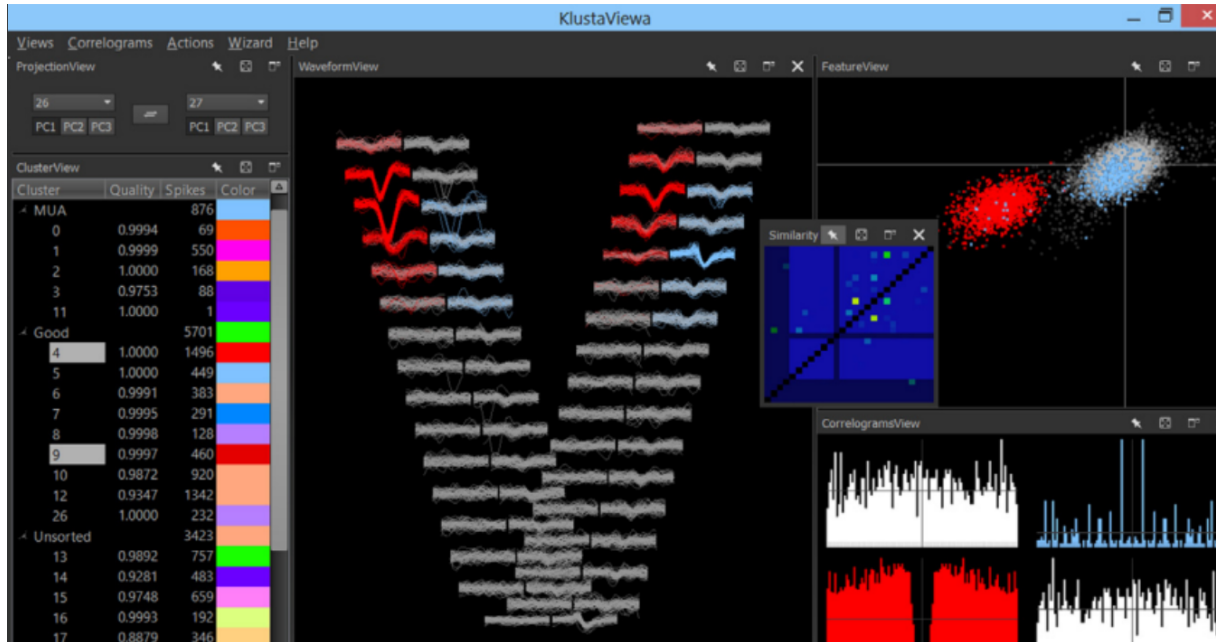 KlustaViewa
Views Correlograms Actions Wizard Help
ProjectionView
26 27
PC1 PC2 PC3 PC1 PC2 PC3
ClusterView
Cluster Quality Spikes Color
MUA 876
0 0.9994 69
1 0.9999 550
2 1.0000 168
3 0.9753 88
11 1.0000 1
Good 5701
4 1.0000 1496
5 1.0000 449
6 0.9991 383
7 0.9995 291
8 0.9998 128
9 0.9997 460
10 0.9872 920
12 0.9347 1342
26 1.0000 232
Unsorted 3423
13 0.9892 757
14 0.9281 483
15 0.9748 659
16 0.9993 192
17 0.8879 346
WaveformView
Similarity
FeatureView
CorrelogramsView